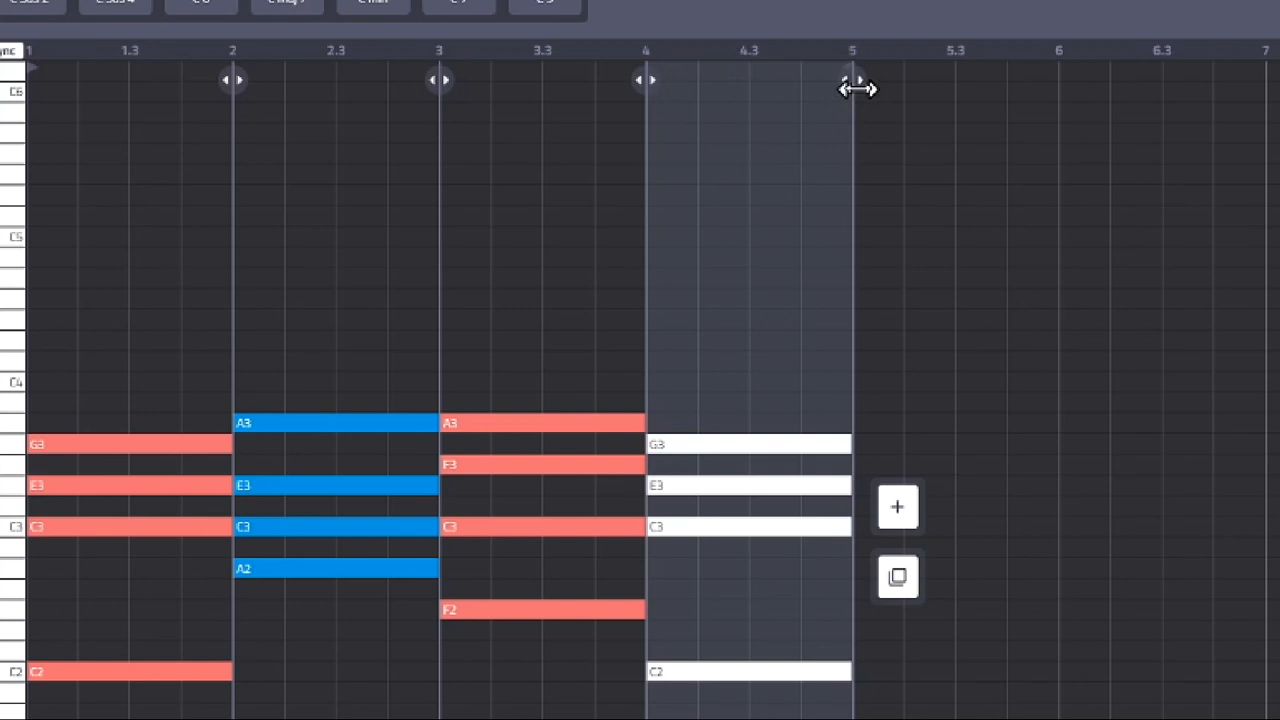 ync 1 1.3 2 2.3 3 3.3 4 4.3 5 5.3 6 6.3 7
C6
C5
C4
A3 A3
G3 G3
F3
E3 E3 E3
C3 C3 C3 C3 C3
A2
F2
C2 C2 C2